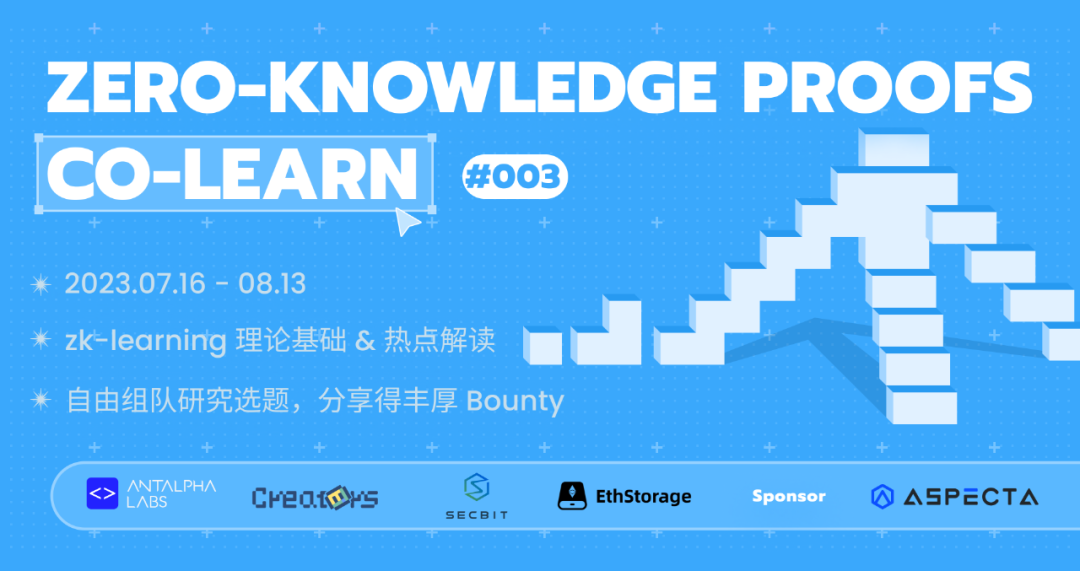 ZERO-KNOWLEDGE PROOFS
CO-LEARN #003
2023.07.16 - 08.13
zk-learning 理论基础 & 热点解读
自由组队研究选题，分享得丰厚 Bounty
<> ANTALPHA LABS
Creators
SECBIT
EthStorage
Sponsor
ASPECTA